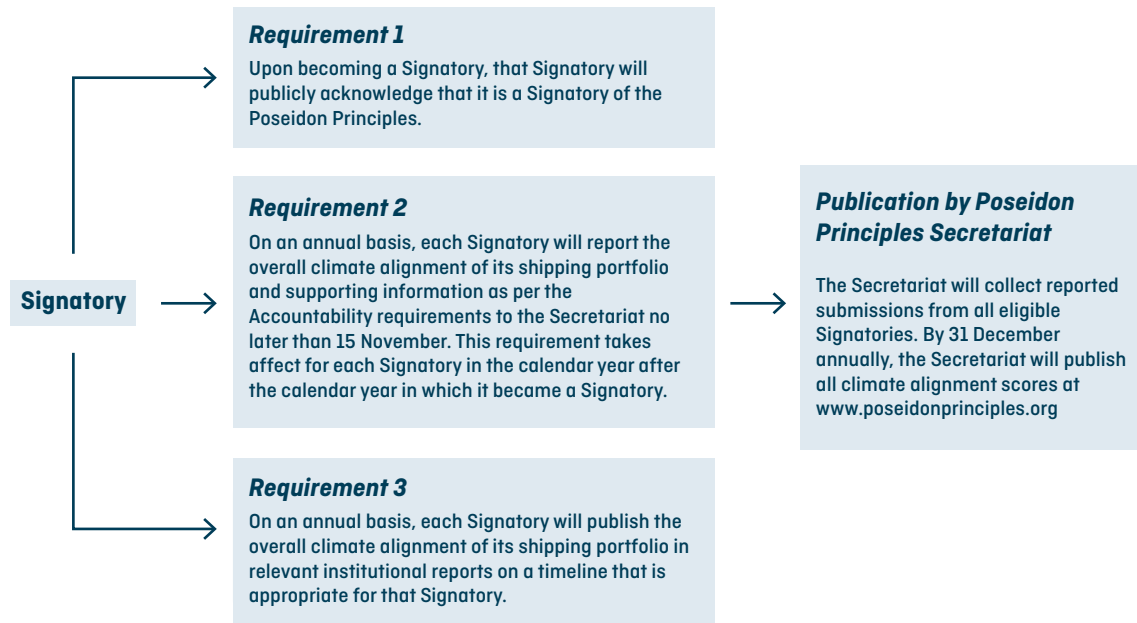 Requirement 1
Upon becoming a Signatory, that Signatory will
publicly acknowledge that it is a Signatory of the
Poseidon Principles.
Signatory
Requirement 2
On an annual basis, each Signatory will report the
overall climate alignment of its shipping portfolio
and supporting information as per the
Accountability requirements to the Secretariat no
later than 15 November. This requirement takes
affect for each Signatory in the calendar year after
the calendar year in which it became a Signatory.
Requirement 3
On an annual basis, each Signatory will publish the
overall climate alignment of its shipping portfolio in
relevant institutional reports on a timeline that is
appropriate for that Signatory.
Publication by Poseidon
Principles Secretariat
The Secretariat will collect reported
submissions from all eligible
Signatories. By 31 December
annually, the Secretariat will publish
all climate alignment scores at
www.poseidonprinciples.org